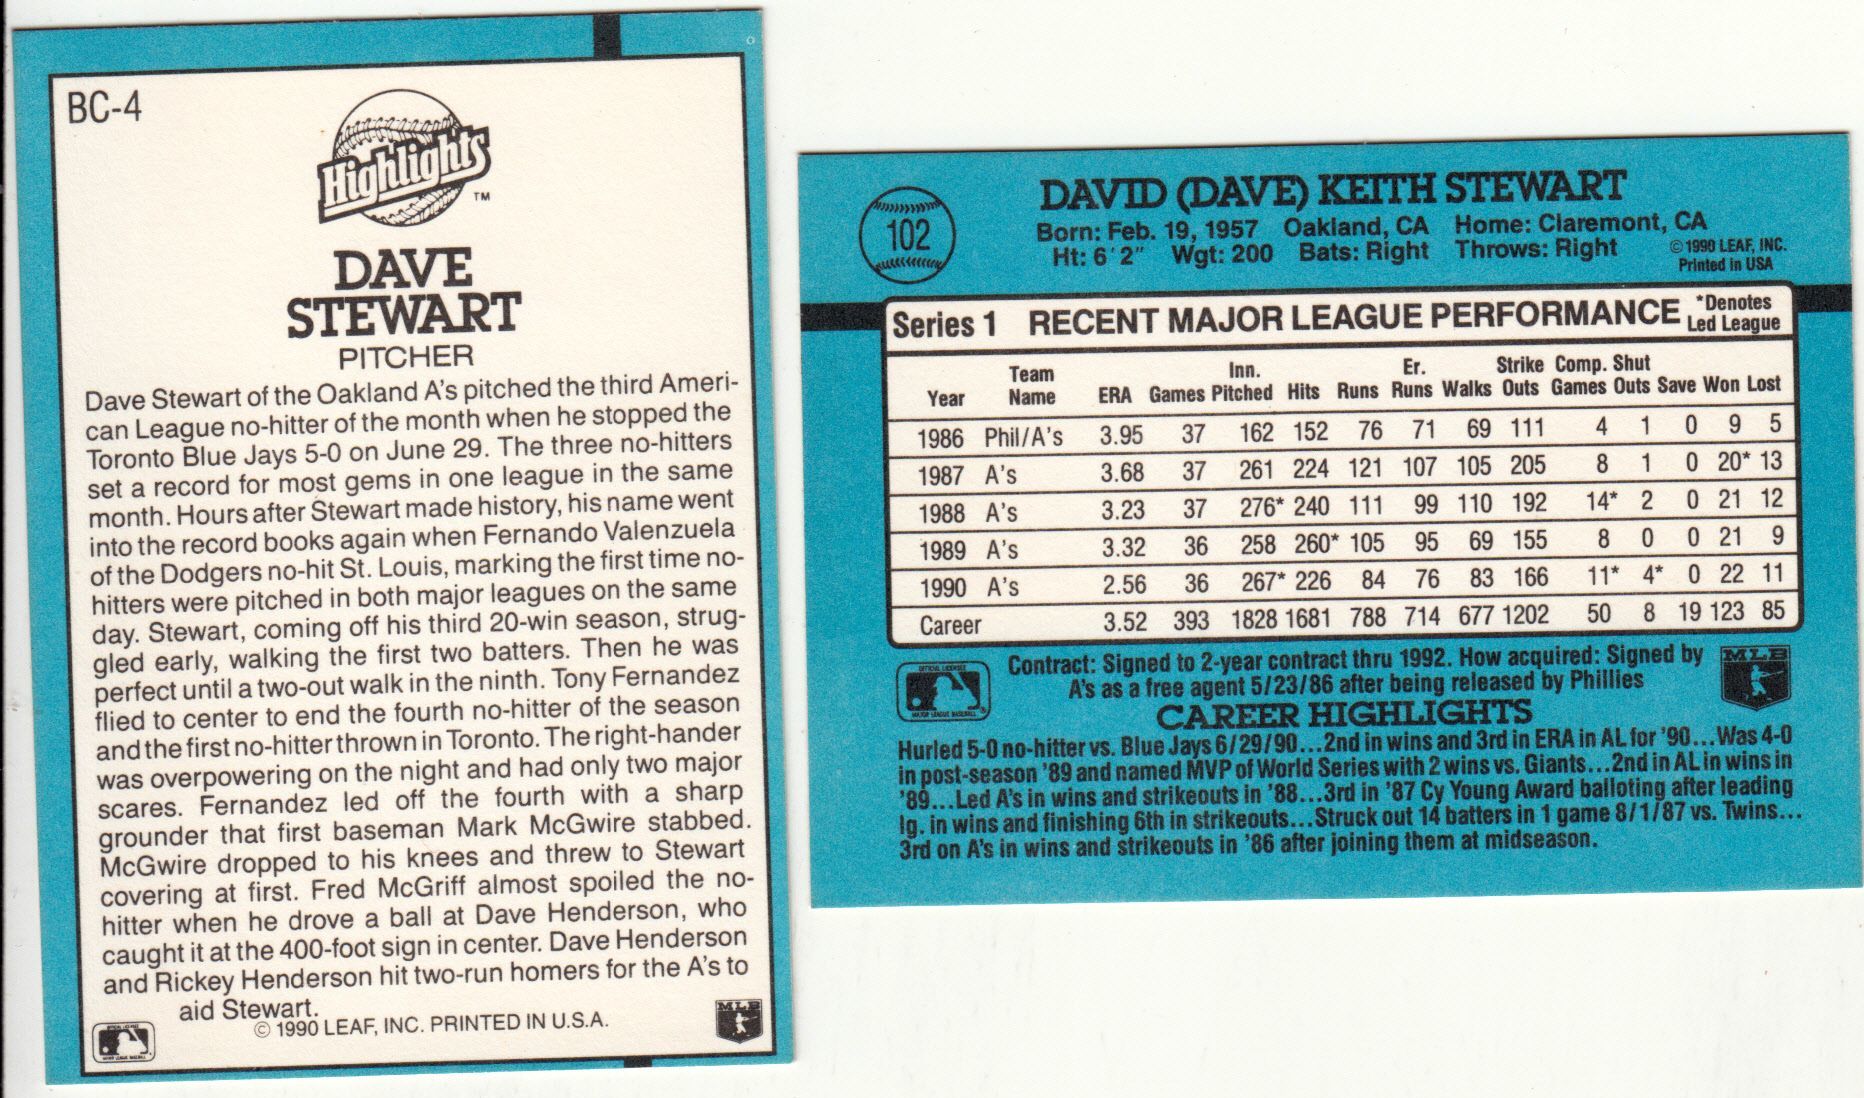 BC-4
Highlights™
DAVE
STEWART
PITCHER
Dave Stewart of the Oakland A's pitched the third Ameri-
can League no-hitter of the month when he stopped the
Toronto Blue Jays 5-0 on June 29. The three no-hitters
set a record for most gems in one league in the same
month. Hours after Stewart made history, his name went
into the record books again when Fernando Valenzuela
of the Dodgers no-hit St. Louis, marking the first time no-
hitters were pitched in both major leagues on the same
day. Stewart, coming off his third 20-win season, strug-
gled early, walking the first two batters. Then he was
perfect until a two-out walk in the ninth. Tony Fernandez
flied to center to end the fourth no-hitter of the season
and the first no-hitter thrown in Toronto. The right-hander
was overpowering on the night and had only two major
scares. Fernandez led off the fourth with a sharp
grounder that first baseman Mark McGwire stabbed.
McGwire dropped to his knees and threw to Stewart
covering at first. Fred McGriff almost spoiled the no-
hitter when he drove a ball at Dave Henderson, who
caught it at the 400-foot sign in center. Dave Henderson
and Rickey Henderson hit two-run homers for the A's to
aid Stewart.
© 1990 LEAF, INC. PRINTED IN U.S.A.
MLB
102
DAVID (DAVE) KEITH STEWART
Born: Feb. 19, 1957 Oakland, CA Home: Claremont, CA
Ht: 6'2" Wgt: 200 Bats: Right Throws: Right
© 1990 LEAF, INC.
Printed in USA
Series 1 RECENT MAJOR LEAGUE PERFORMANCE *Denotes Led League
Year Team Name ERA Games Inn. Pitched Hits Runs Er. Runs Walks Strike Outs Comp. Games Shut Outs Save Won Lost
1986 Phil/A's 3.95 37 162 152 76 71 69 111 4 1 0 9 5
1987 A's 3.68 37 261 224 121 107 105 205 8 1 0 20* 13
1988 A's 3.23 37 276* 240 111 99 110 192 14* 2 0 21 12
1989 A's 3.32 36 258 260* 105 95 69 155 8 0 0 21 9
1990 A's 2.56 36 267* 226 84 76 83 166 11* 4* 0 22 11
Career 3.52 393 1828 1681 788 714 677 1202 50 8 19 123 85
OFFICIAL LICENSEE
MAJOR LEAGUE BASEBALL
Contract: Signed to 2-year contract thru 1992. How acquired: Signed by
A's as a free agent 5/23/86 after being released by Phillies
MLB
CAREER HIGHLIGHTS
Hurled 5-0 no-hitter vs. Blue Jays 6/29/90...2nd in wins and 3rd in ERA in AL for '90...Was 4-0
in post-season '89 and named MVP of World Series with 2 wins vs. Giants...2nd in AL in wins in
'89...Led A's in wins and strikeouts in '88...3rd in '87 Cy Young Award balloting after leading
lg. in wins and finishing 6th in strikeouts...Struck out 14 batters in 1 game 8/1/87 vs. Twins...
3rd on A's in wins and strikeouts in '86 after joining them at midseason.